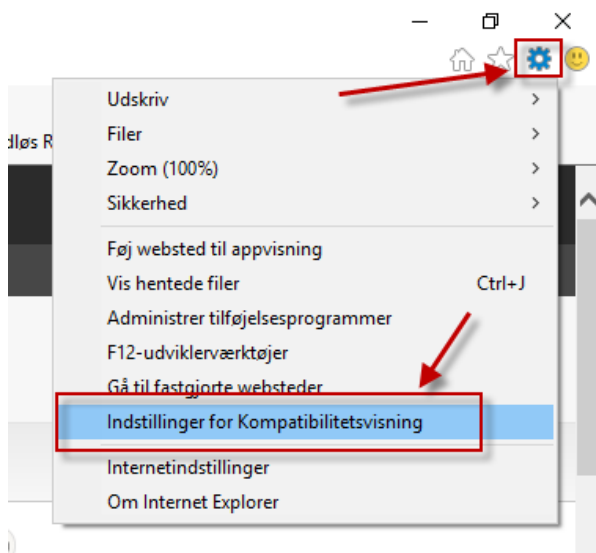 Udskriv
dløs R
Filer
Zoom (100%)
Sikkerhed
Føj websted til appvisning
Vis hentede filer Ctrl+J
Administrer tilføjelsesprogrammer
F12-udviklerværktøjer
Gå til fastgjorte websteder
Indstillinger for Kompatibilitetsvisning
Internetindstillinger
Om Internet Explorer